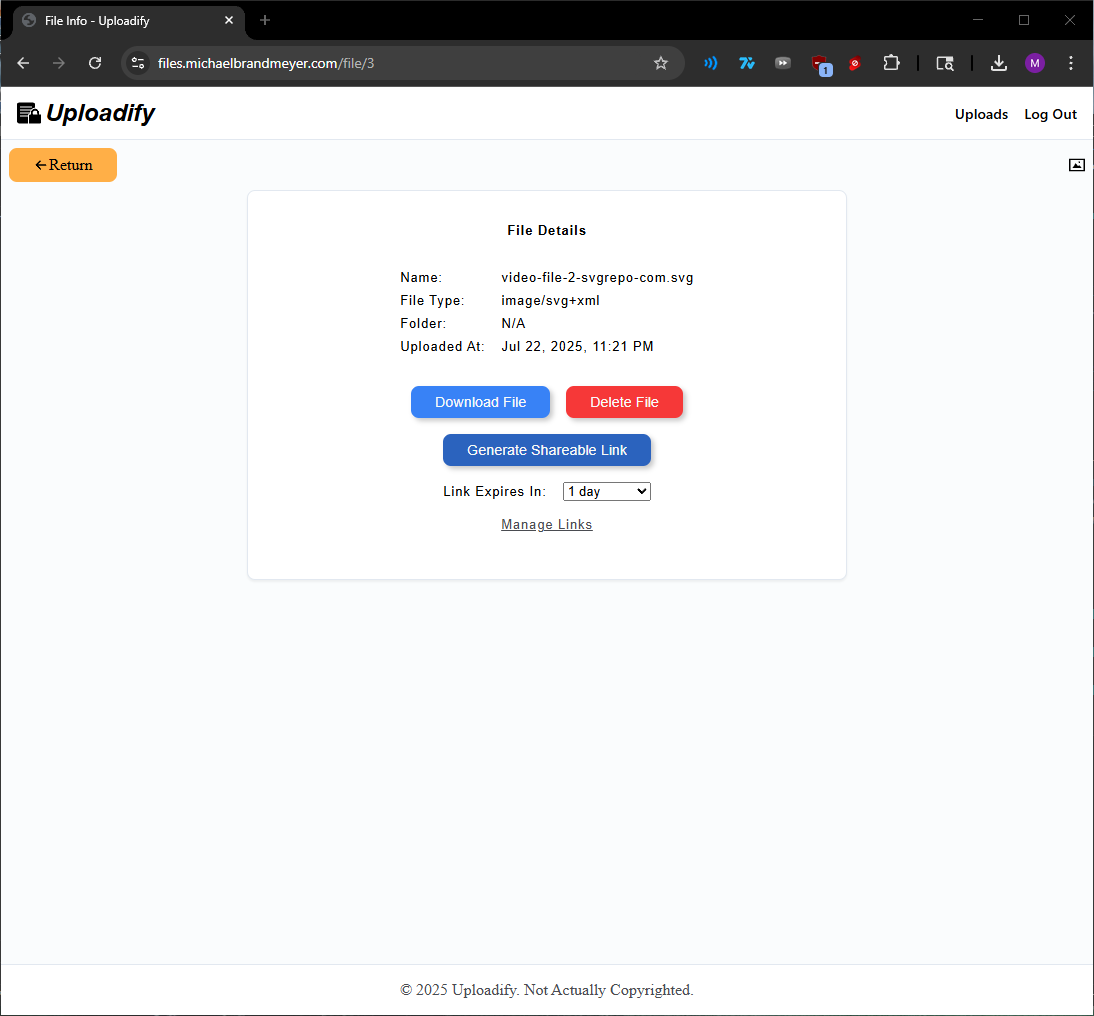 File Info - Uploadify
files.michaelbrandmeyer.com/file/3
1
M
Uploadify
Uploads
Log Out
Return
File Details
Name: video-file-2-svgrepo-com.svg
File Type: image/svg+xml
Folder: N/A
Uploaded At: Jul 22, 2025, 11:21 PM
Download File
Delete File
Generate Shareable Link
Link Expires In: 1 day
Manage Links
© 2025 Uploadify. Not Actually Copyrighted.